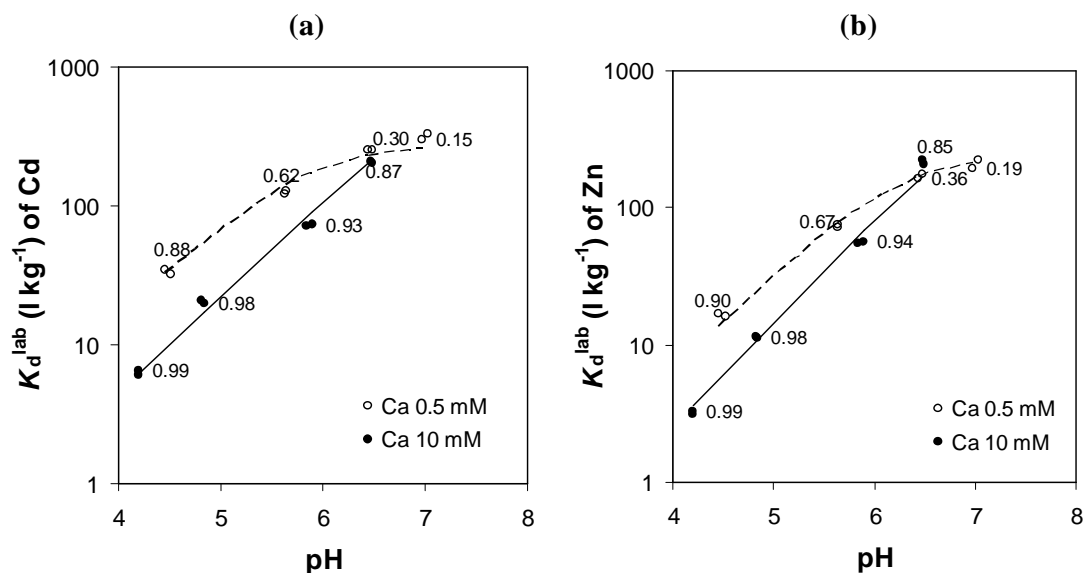 (a)
K_d^lab (l kg^-1) of Cd
1000
100
10
1
0.88
0.62
0.30
0.15
0.87
0.93
0.98
0.99
Ca 0.5 mM
Ca 10 mM
4 5 6 7 8
pH
(b)
K_d^lab (l kg^-1) of Zn
1000
100
10
1
0.90
0.67
0.85
0.36
0.19
0.94
0.98
0.99
Ca 0.5 mM
Ca 10 mM
4 5 6 7 8
pH